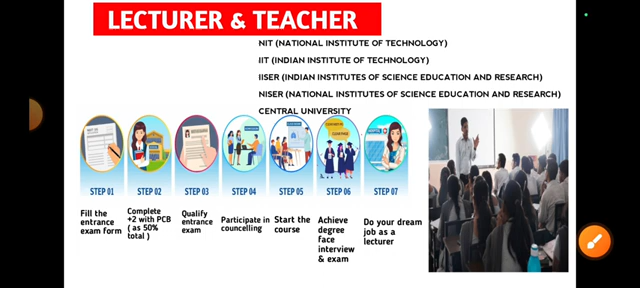 LECTURER & TEACHER
NIT (NATIONAL INSTITUTE OF TECHNOLOGY)
IIT (INDIAN INSTITUTE OF TECHNOLOGY)
IISER (INDIAN INSTITUTES OF SCIENCE EDUCATION AND RESEARCH)
NISER (NATIONAL INSTITUTES OF SCIENCE EDUCATION AND RESEARCH)
CENTRAL UNIVERSITY
STEP 01
STEP 02
STEP 03
STEP 04
STEP 05
STEP 06
STEP 07
Fill the
entrance
exam form
Complete
+2 with PCB
( as 50%
total )
Qualify
entrance
exam
Participate in
councelling
Start the
course
Achieve
degree
face
interview
& exam
Do your dream
job as a
lecturer